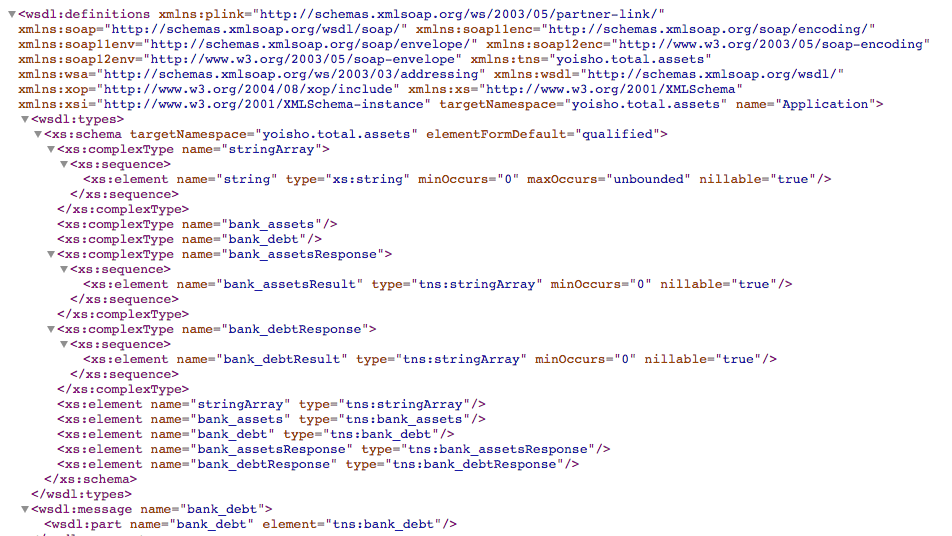 <wsdl:definitions xmlns:plink="http://schemas.xmlsoap.org/ws/2003/05/partner-link/"
xmlns:soap="http://schemas.xmlsoap.org/wsdl/soap/" xmlns:soap11enc="http://schemas.xmlsoap.org/soap/encoding/"
xmlns:soap11env="http://schemas.xmlsoap.org/soap/envelope/" xmlns:soap12enc="http://www.w3.org/2003/05/soap-encoding"
xmlns:soap12env="http://www.w3.org/2003/05/soap-envelope" xmlns:tns="yoisho.total.assets"
xmlns:wsa="http://schemas.xmlsoap.org/ws/2003/03/addressing" xmlns:wsdl="http://schemas.xmlsoap.org/wsdl/"
xmlns:xop="http://www.w3.org/2004/08/xop/include" xmlns:xs="http://www.w3.org/2001/XMLSchema"
xmlns:xsi="http://www.w3.org/2001/XMLSchema-instance" targetNamespace="yoisho.total.assets" name="Application">
<wsdl:types>
<xs:schema targetNamespace="yoisho.total.assets" elementFormDefault="qualified">
<xs:complexType name="stringArray">
<xs:sequence>
<xs:element name="string" type="xs:string" minOccurs="0" maxOccurs="unbounded" nillable="true"/>
</xs:sequence>
</xs:complexType>
<xs:complexType name="bank_assets"/>
<xs:complexType name="bank_debt"/>
<xs:complexType name="bank_assetsResponse">
<xs:sequence>
<xs:element name="bank_assetsResult" type="tns:stringArray" minOccurs="0" nillable="true"/>
</xs:sequence>
</xs:complexType>
<xs:complexType name="bank_debtResponse">
<xs:sequence>
<xs:element name="bank_debtResult" type="tns:stringArray" minOccurs="0" nillable="true"/>
</xs:sequence>
</xs:complexType>
<xs:element name="stringArray" type="tns:stringArray"/>
<xs:element name="bank_assets" type="tns:bank_assets"/>
<xs:element name="bank_debt" type="tns:bank_debt"/>
<xs:element name="bank_assetsResponse" type="tns:bank_assetsResponse"/>
<xs:element name="bank_debtResponse" type="tns:bank_debtResponse"/>
</xs:schema>
</wsdl:types>
<wsdl:message name="bank_debt">
<wsdl:part name="bank_debt" element="tns:bank_debt"/>